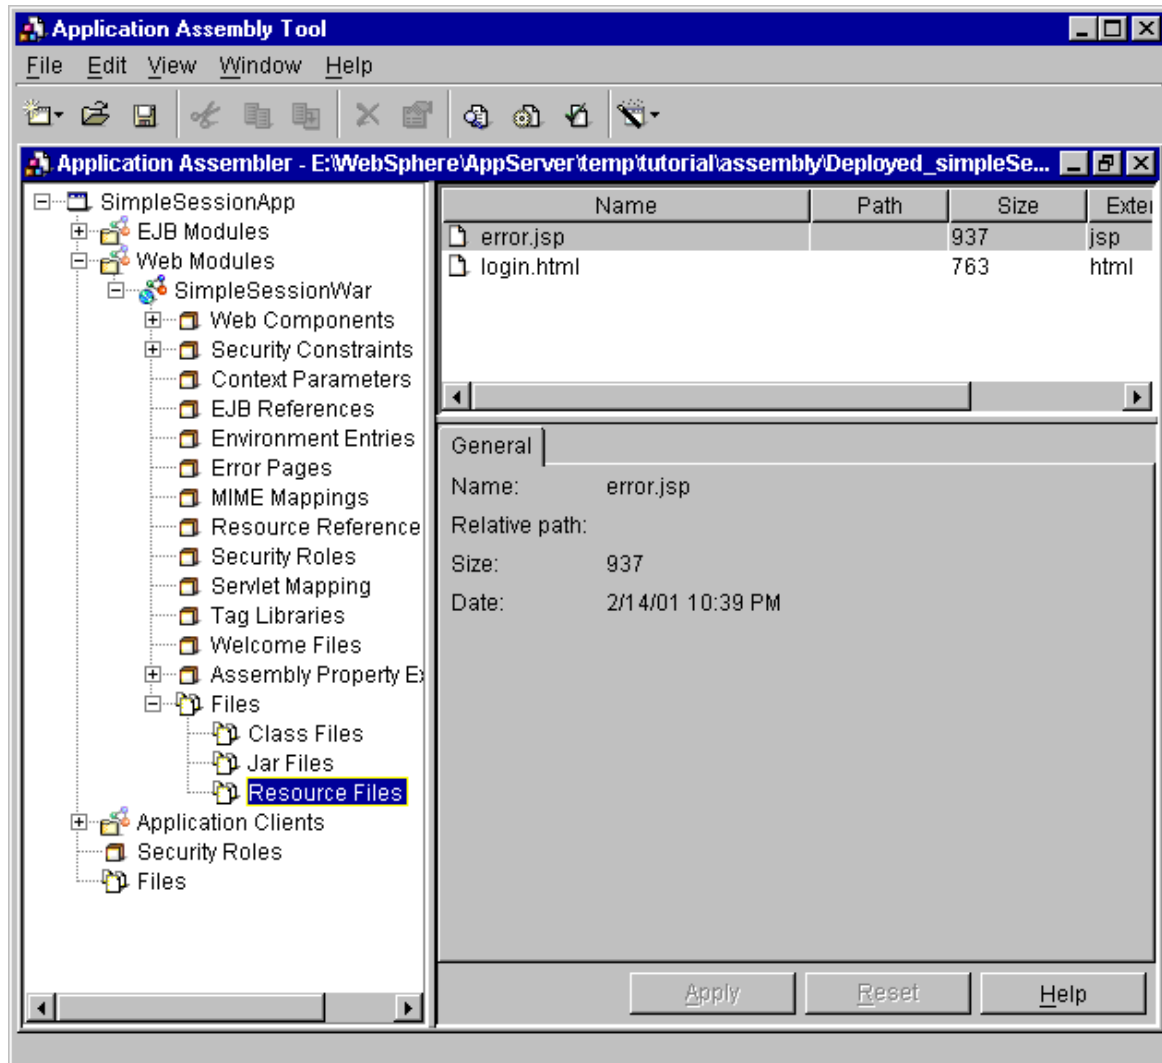 Application Assembly Tool
File Edit View Window Help
Application Assembler - E:\WebSphere\AppServer\temp\tutorial\assembly\Deployed_simpleSe...
SimpleSessionApp
EJB Modules
Web Modules
SimpleSessionWar
Web Components
Security Constraints
Context Parameters
EJB References
Environment Entries
Error Pages
MIME Mappings
Resource Reference
Security Roles
Servlet Mapping
Tag Libraries
Welcome Files
Assembly Property Ex
Files
Class Files
Jar Files
Resource Files
Application Clients
Security Roles
Files
Name Path Size Exter
error.jsp 937 jsp
login.html 763 html
General
Name: error.jsp
Relative path:
Size: 937
Date: 2/14/01 10:39 PM
Apply Reset Help